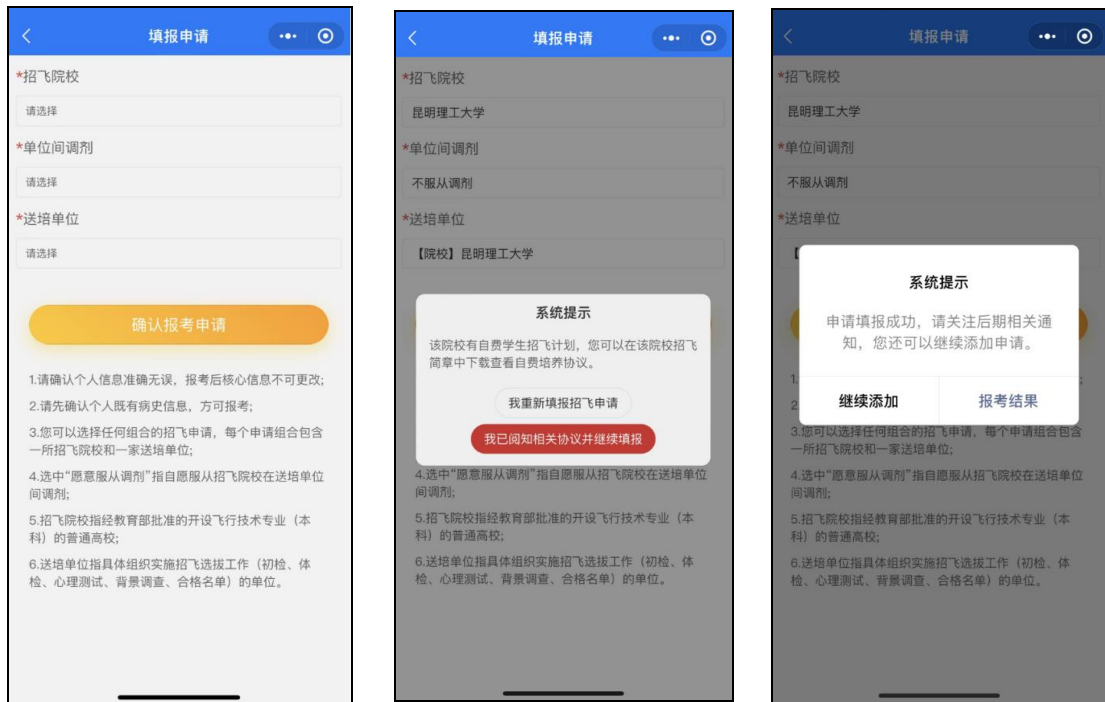 填报申请
*招飞院校
请选择
*单位间调剂
请选择
*送培单位
请选择
确认报考申请
1.请确认个人信息准确无误，报考后核心信息不可更改;
2.请先确认个人既有病史信息，方可报考;
3.您可以选择任何组合的招飞申请，每个申请组合包含
一所招飞院校和一家送培单位;
4.选中“愿意服从调剂”指自愿服从招飞院校在送培单位
间调剂;
5.招飞院校指经教育部批准的开设飞行技术专业（本
科）的普通高校;
6.送培单位指具体组织实施招飞选拔工作（初检、体
检、心理测试、背景调查、合格名单）的单位。
填报申请
*招飞院校
昆明理工大学
*单位间调剂
不服从调剂
*送培单位
【院校】昆明理工大学
系统提示
该院校有自费学生招飞计划，您可以在该院校招飞
简章中下载查看自费培养协议。
我重新填报招飞申请
我已阅知相关协议并继续填报
4.选中“愿意服从调剂”指自愿服从招飞院校在送培单位
间调剂;
5.招飞院校指经教育部批准的开设飞行技术专业（本
科）的普通高校;
6.送培单位指具体组织实施招飞选拔工作（初检、体
检、心理测试、背景调查、合格名单）的单位。
填报申请
*招飞院校
昆明理工大学
*单位间调剂
不服从调剂
*送培单位
【
系统提示
申请填报成功，请关注后期相关通
知，您还可以继续添加申请。
继续添加
报考结果
1.
;
2
3.您可以选择任何组合的招飞申请，每个申请组合包含
一所招飞院校和一家送培单位;
4.选中“愿意服从调剂”指自愿服从招飞院校在送培单位
间调剂;
5.招飞院校指经教育部批准的开设飞行技术专业（本
科）的普通高校;
6.送培单位指具体组织实施招飞选拔工作（初检、体
检、心理测试、背景调查、合格名单）的单位。